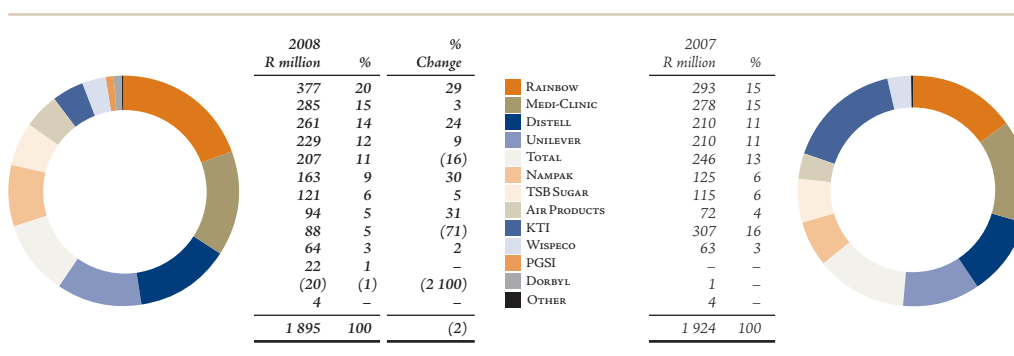 2008 % 2007
R million % Change R million %
377 20 29 RAINBOW 293 15
285 15 3 MEDI-CLINIC 278 15
261 14 24 DISTELL 210 11
229 12 9 UNILEVER 210 11
207 11 (16) TOTAL 246 13
163 9 30 NAMPAK 125 6
121 6 5 TSB SUGAR 115 6
94 5 31 AIR PRODUCTS 72 4
88 5 (71) KTI 307 16
64 3 2 WISPECO 63 3
22 1 – PGSI – –
(20) (1) (2 100) DORBYL 1 –
4 – – OTHER 4 –
1 895 100 (2) 1 924 100